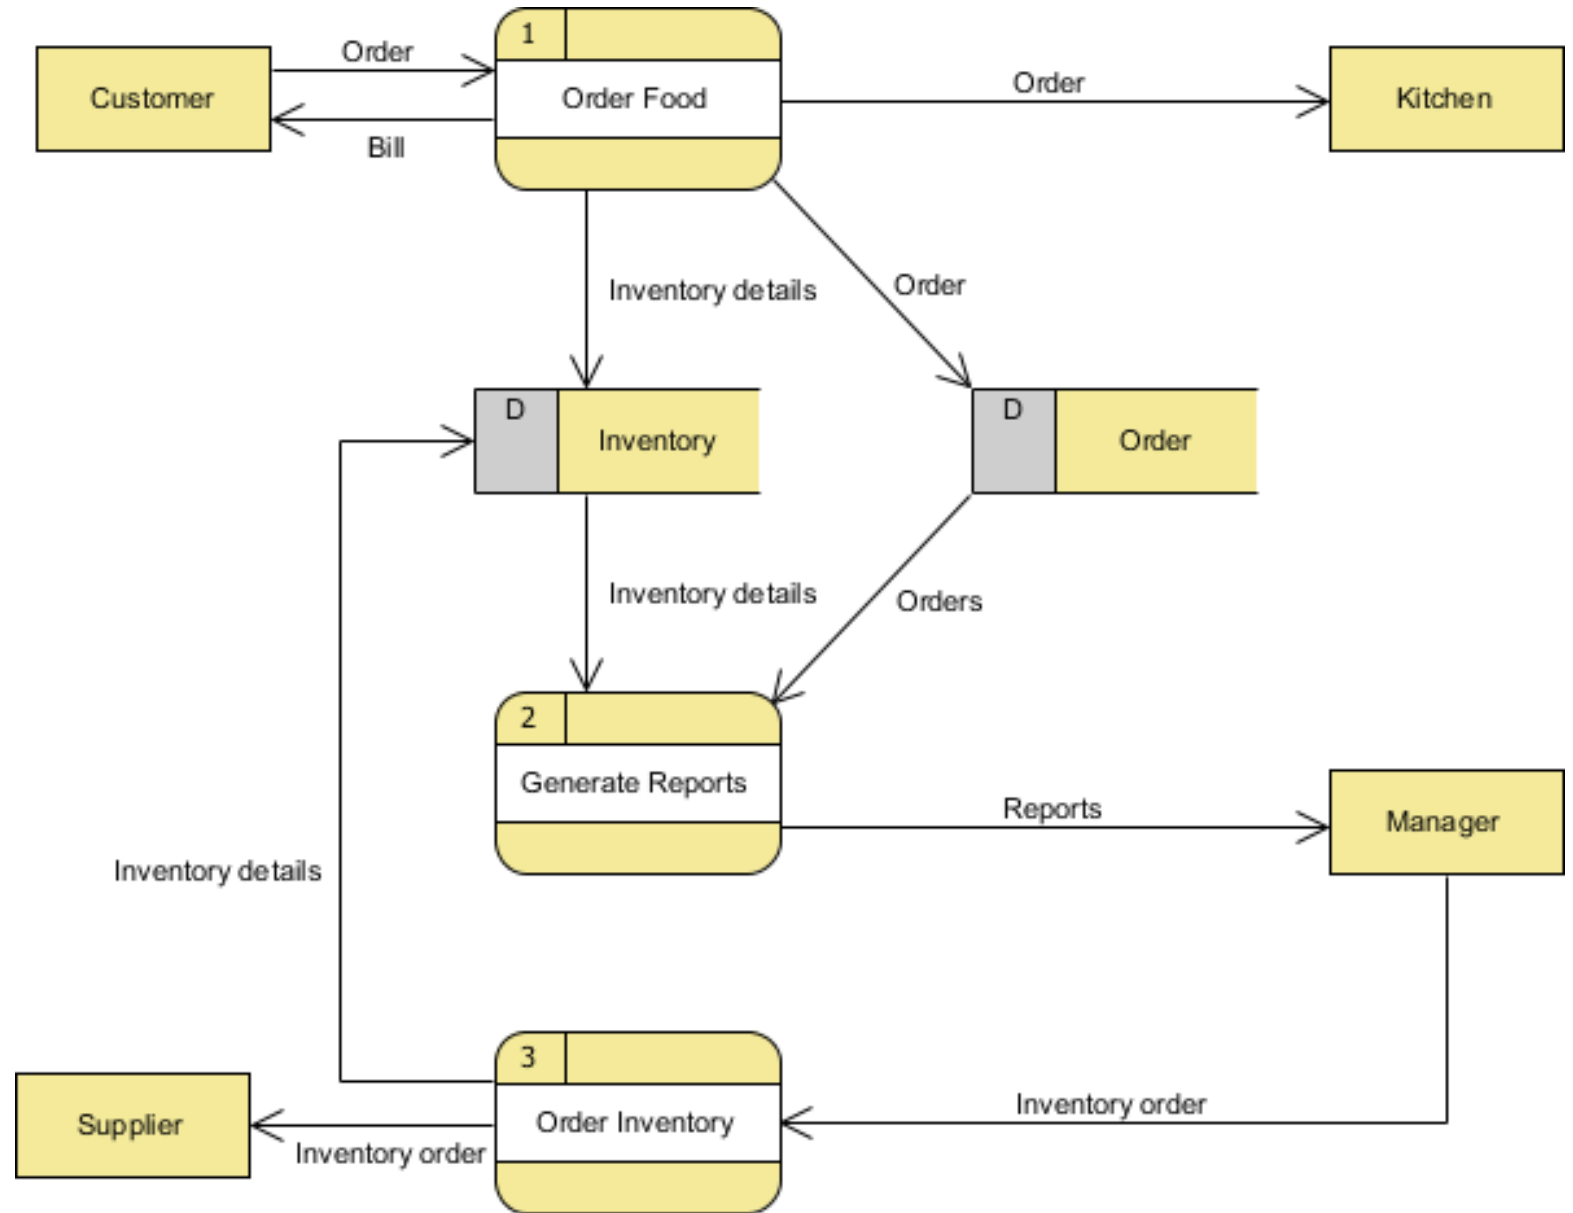 1
Order
Customer
Order Food
Order
Kitchen
Bill
Inventory details
Order
D
Inventory
D
Order
Inventory details
Orders
2
Generate Reports
Reports
Manager
Inventory details
3
Order Inventory
Inventory order
Supplier
Inventory order